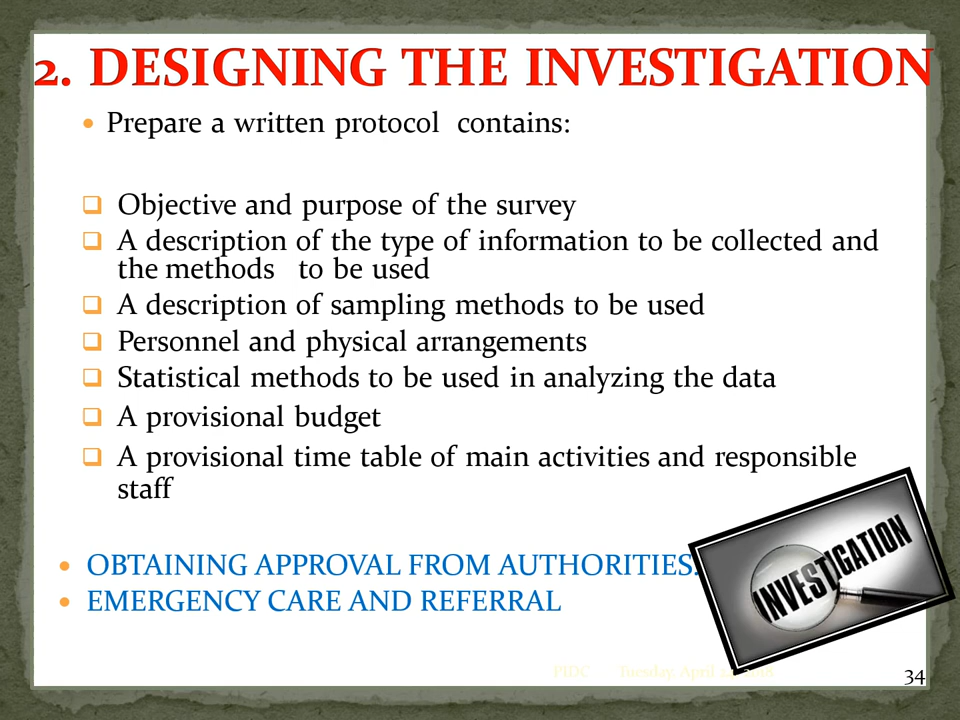 2. DESIGNING THE INVESTIGATION
Prepare a written protocol contains:
Objective and purpose of the survey
A description of the type of information to be collected and
the methods to be used
A description of sampling methods to be used
Personnel and physical arrangements
Statistical methods to be used in analyzing the data
A provisional budget
A provisional time table of main activities and responsible
staff
OBTAINING APPROVAL FROM AUTHORITIES.
EMERGENCY CARE AND REFERRAL
INVESTIGATION
PIDC Tuesday, April
34